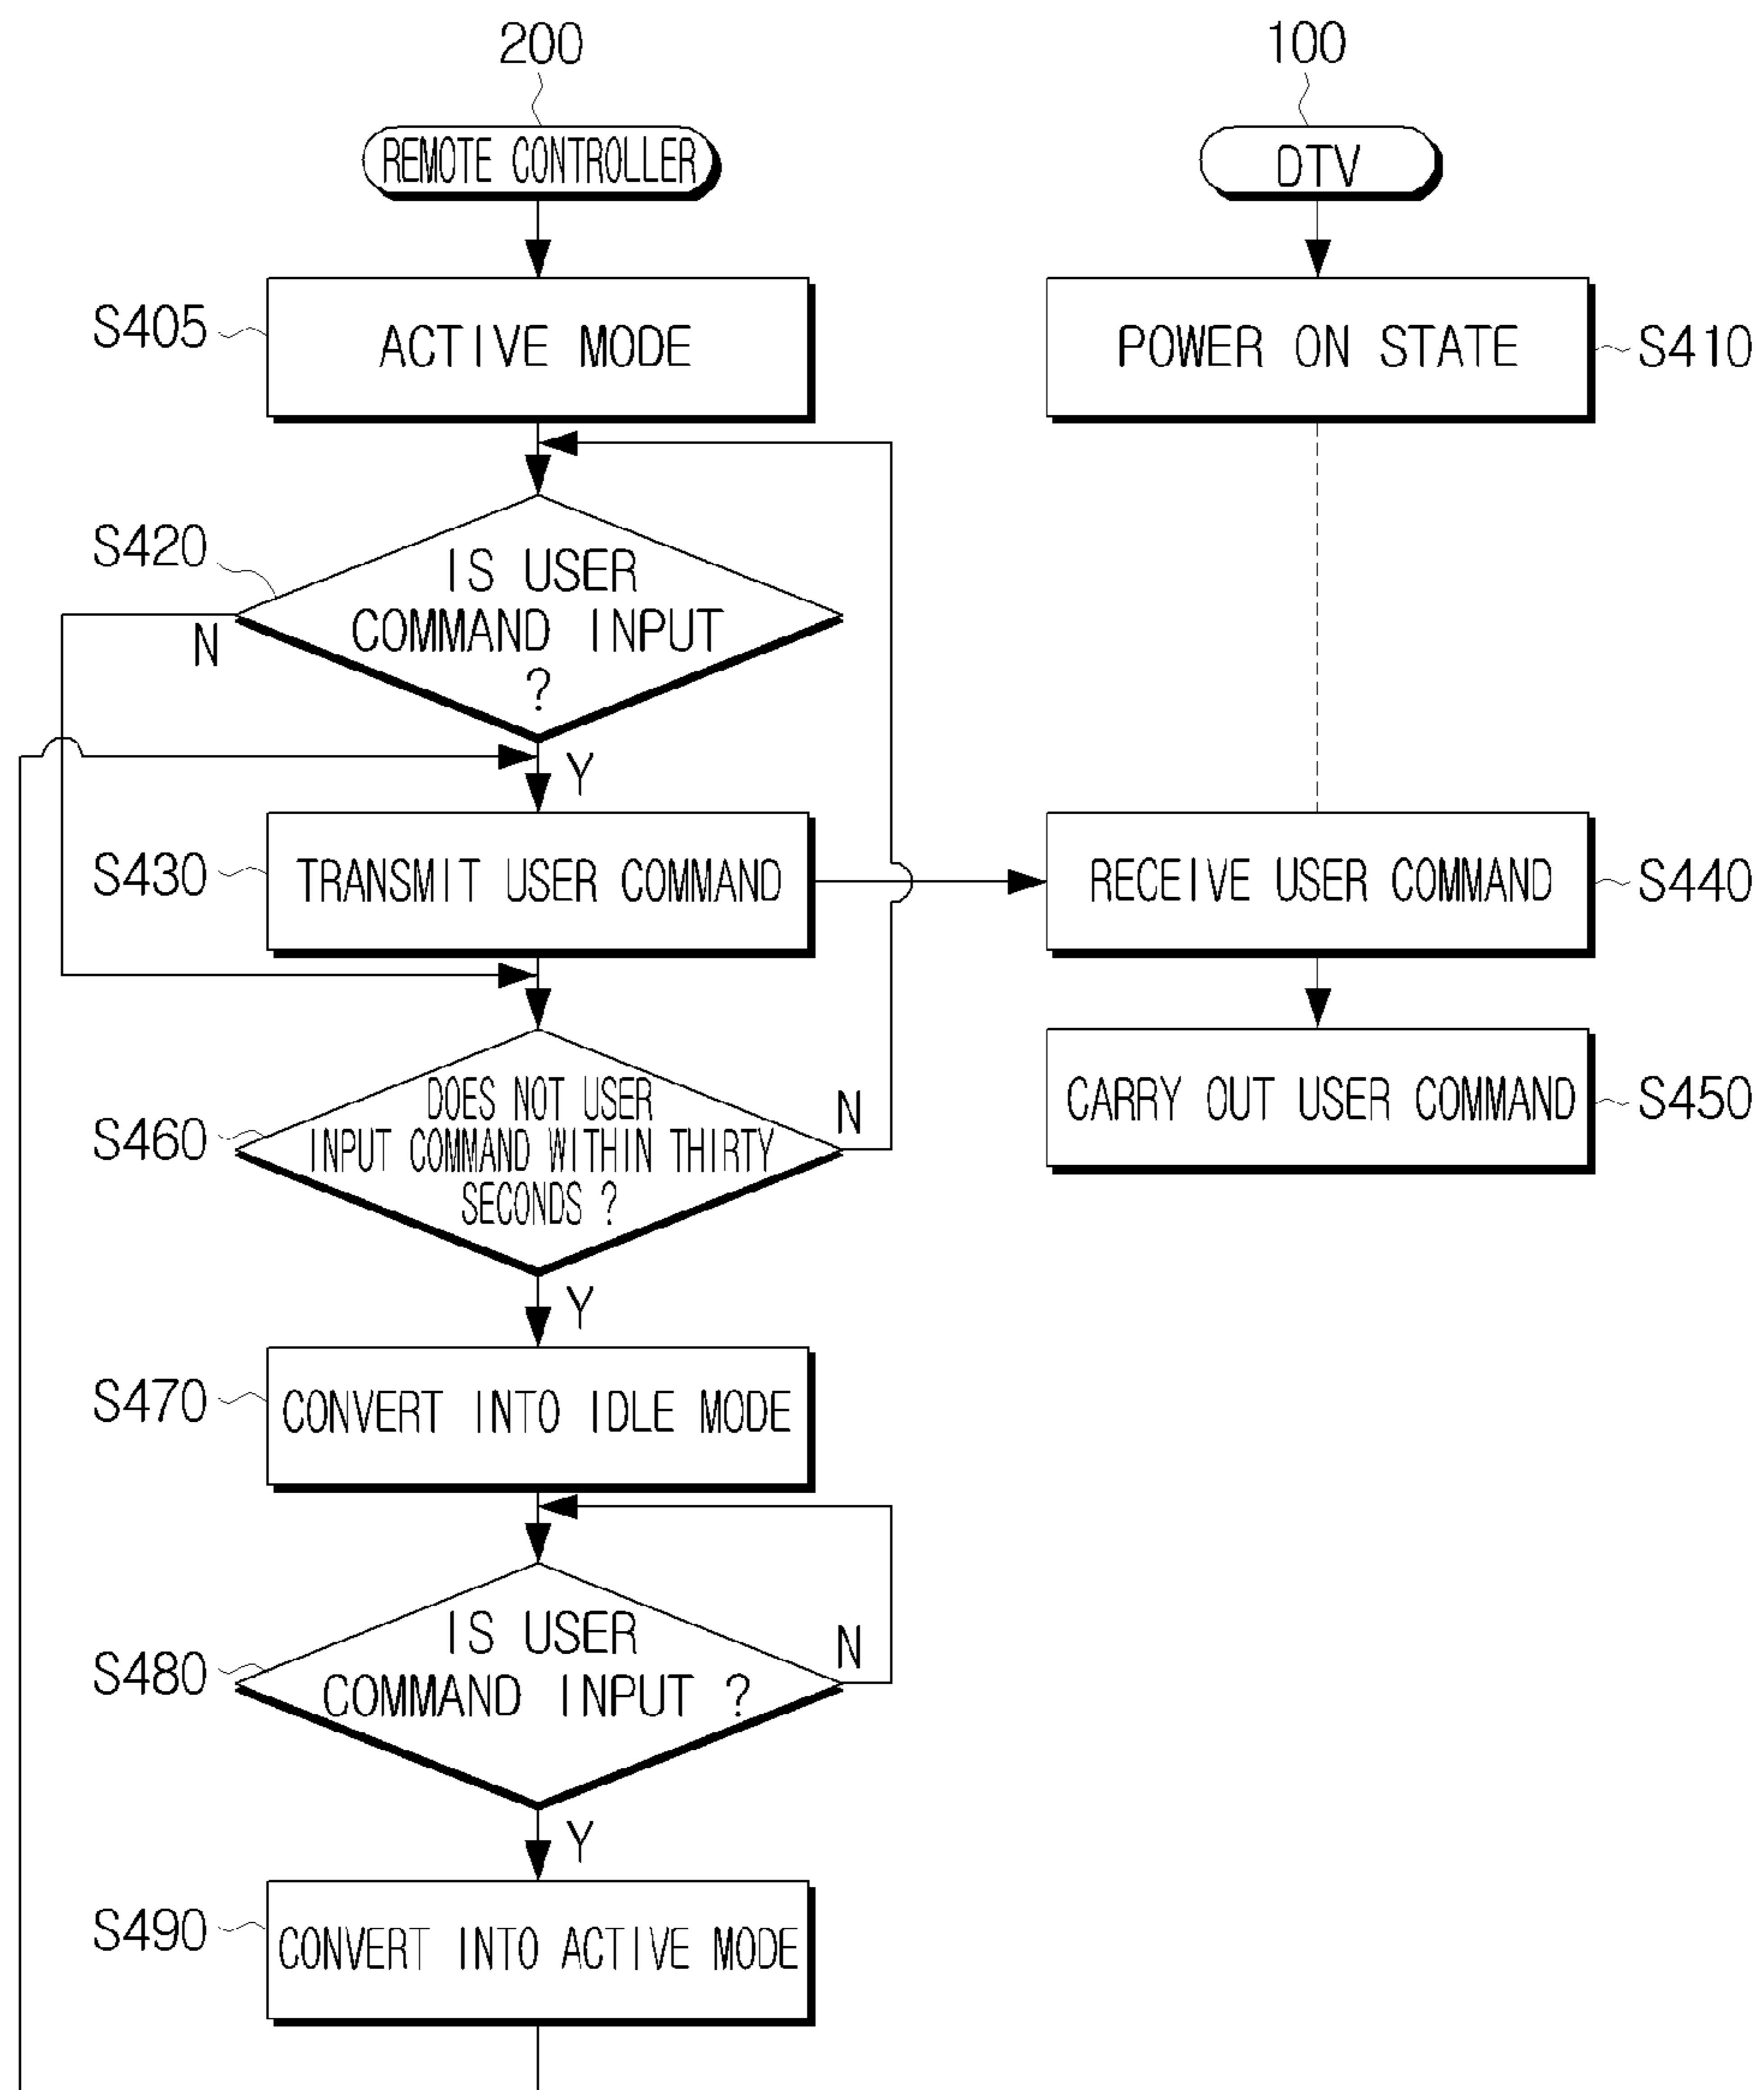 200
100
REMOTE CONTROLLER
DTV
S405
ACTIVE MODE
POWER ON STATE
S410
S420
IS USER
COMMAND INPUT
?
N
Y
S430
TRANSMIT USER COMMAND
RECEIVE USER COMMAND
S440
S460
DOES NOT USER
INPUT COMMAND WITHIN THIRTY
SECONDS ?
N
CARRY OUT USER COMMAND
S450
Y
S470
CONVERT INTO IDLE MODE
S480
IS USER
COMMAND INPUT ?
N
Y
S490
CONVERT INTO ACTIVE MODE